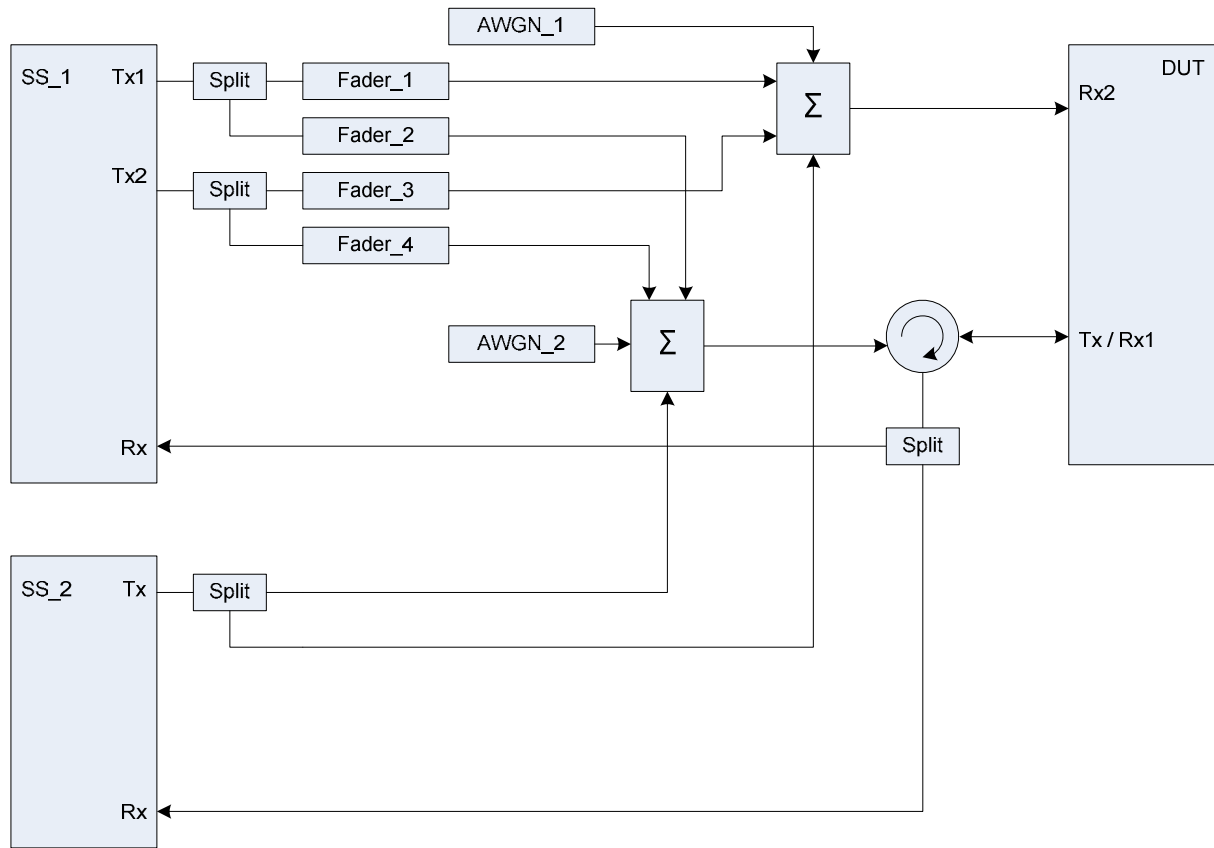 AWGN_1
SS_1
Tx1
Split
Fader_1
Σ
DUT
Rx2
Fader_2
Tx2
Split
Fader_3
Fader_4
AWGN_2
Σ
Tx / Rx1
Rx
Split
SS_2
Tx
Split
Rx